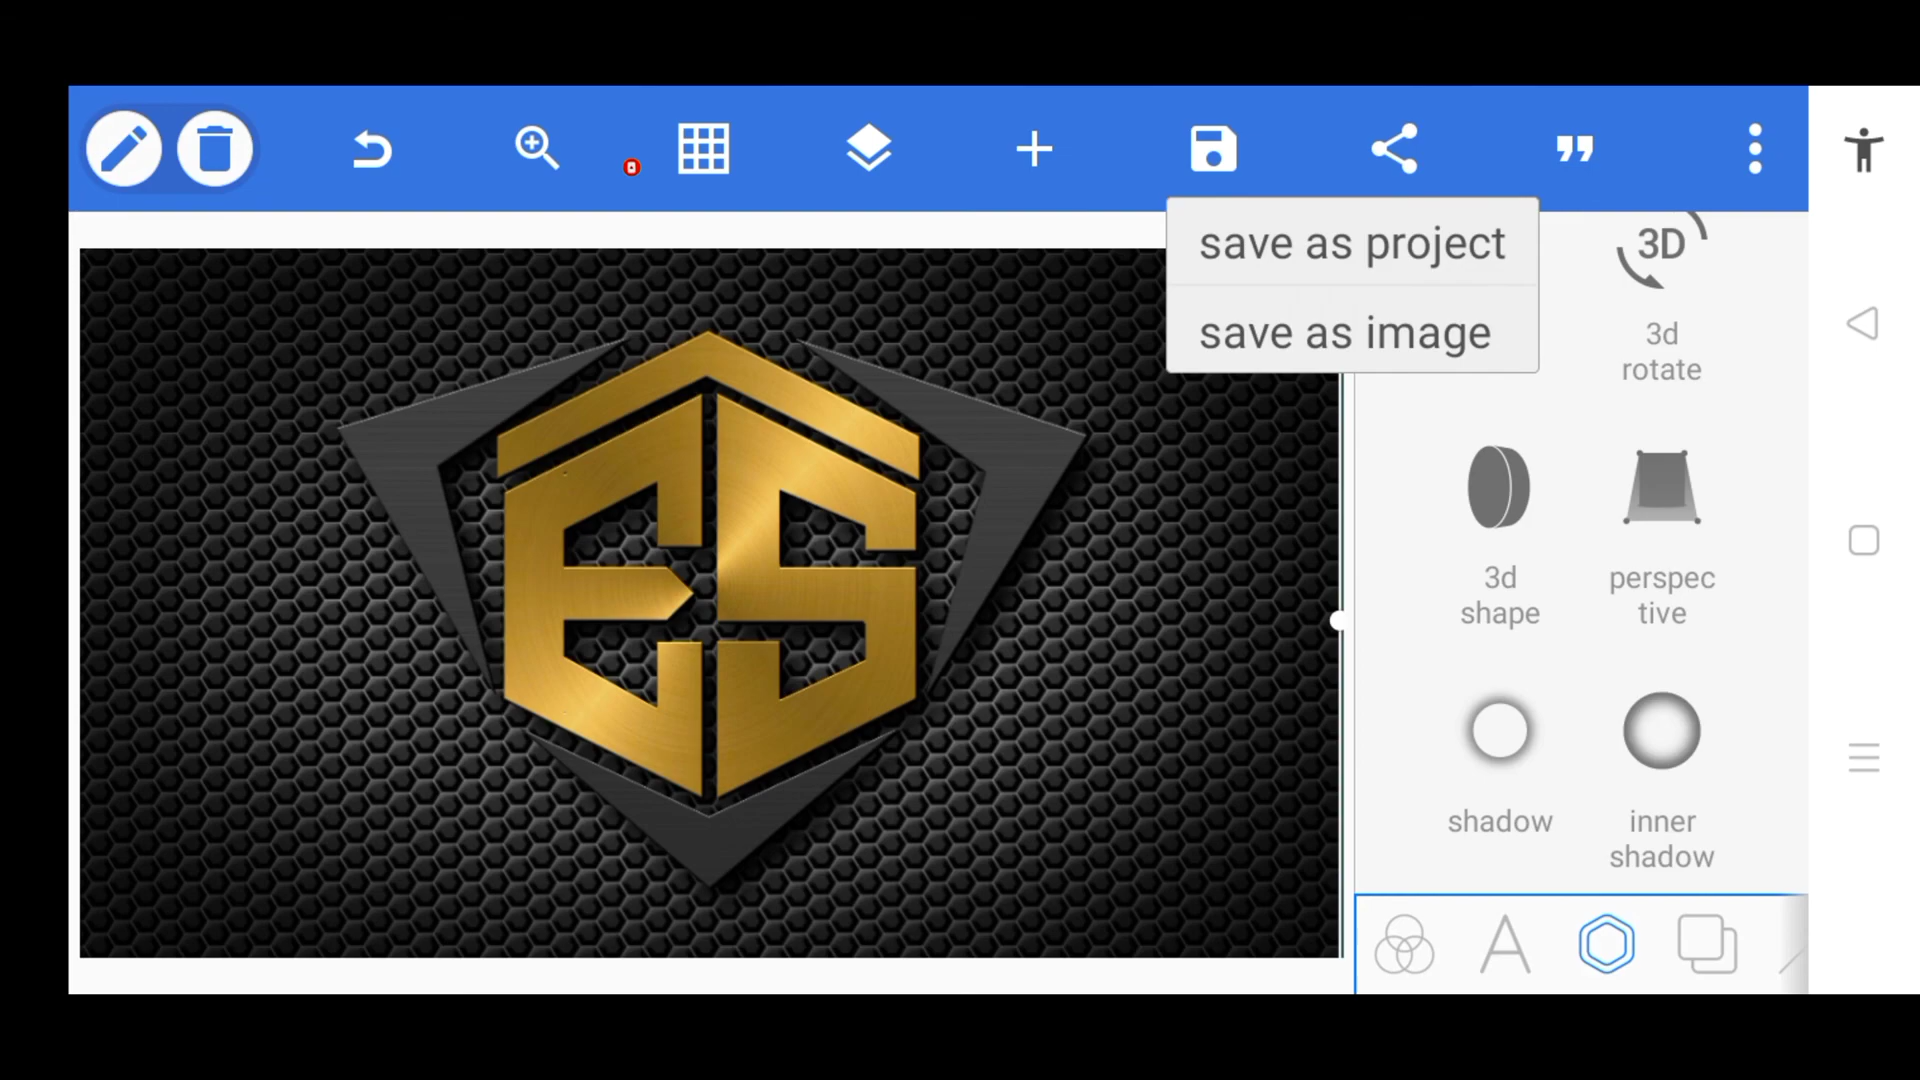 save as project
save as image
ES
3D
3d
rotate
3d
shape
perspec
tive
shadow
inner
shadow
A